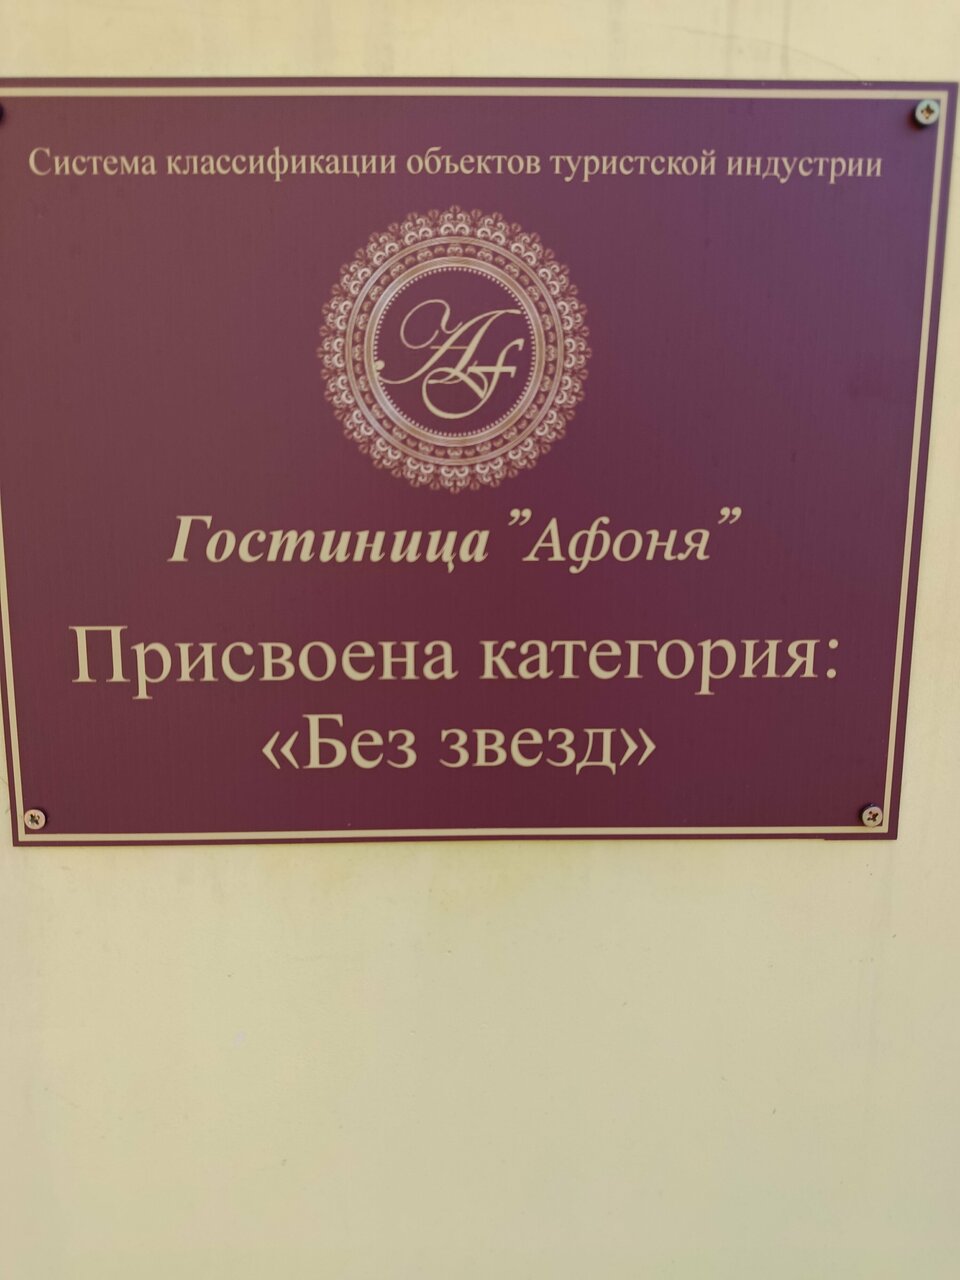 Система классификации объектов туристской индустрии
Af
Гостиница "Афоня"
Присвоена категория:
«Без звезд»